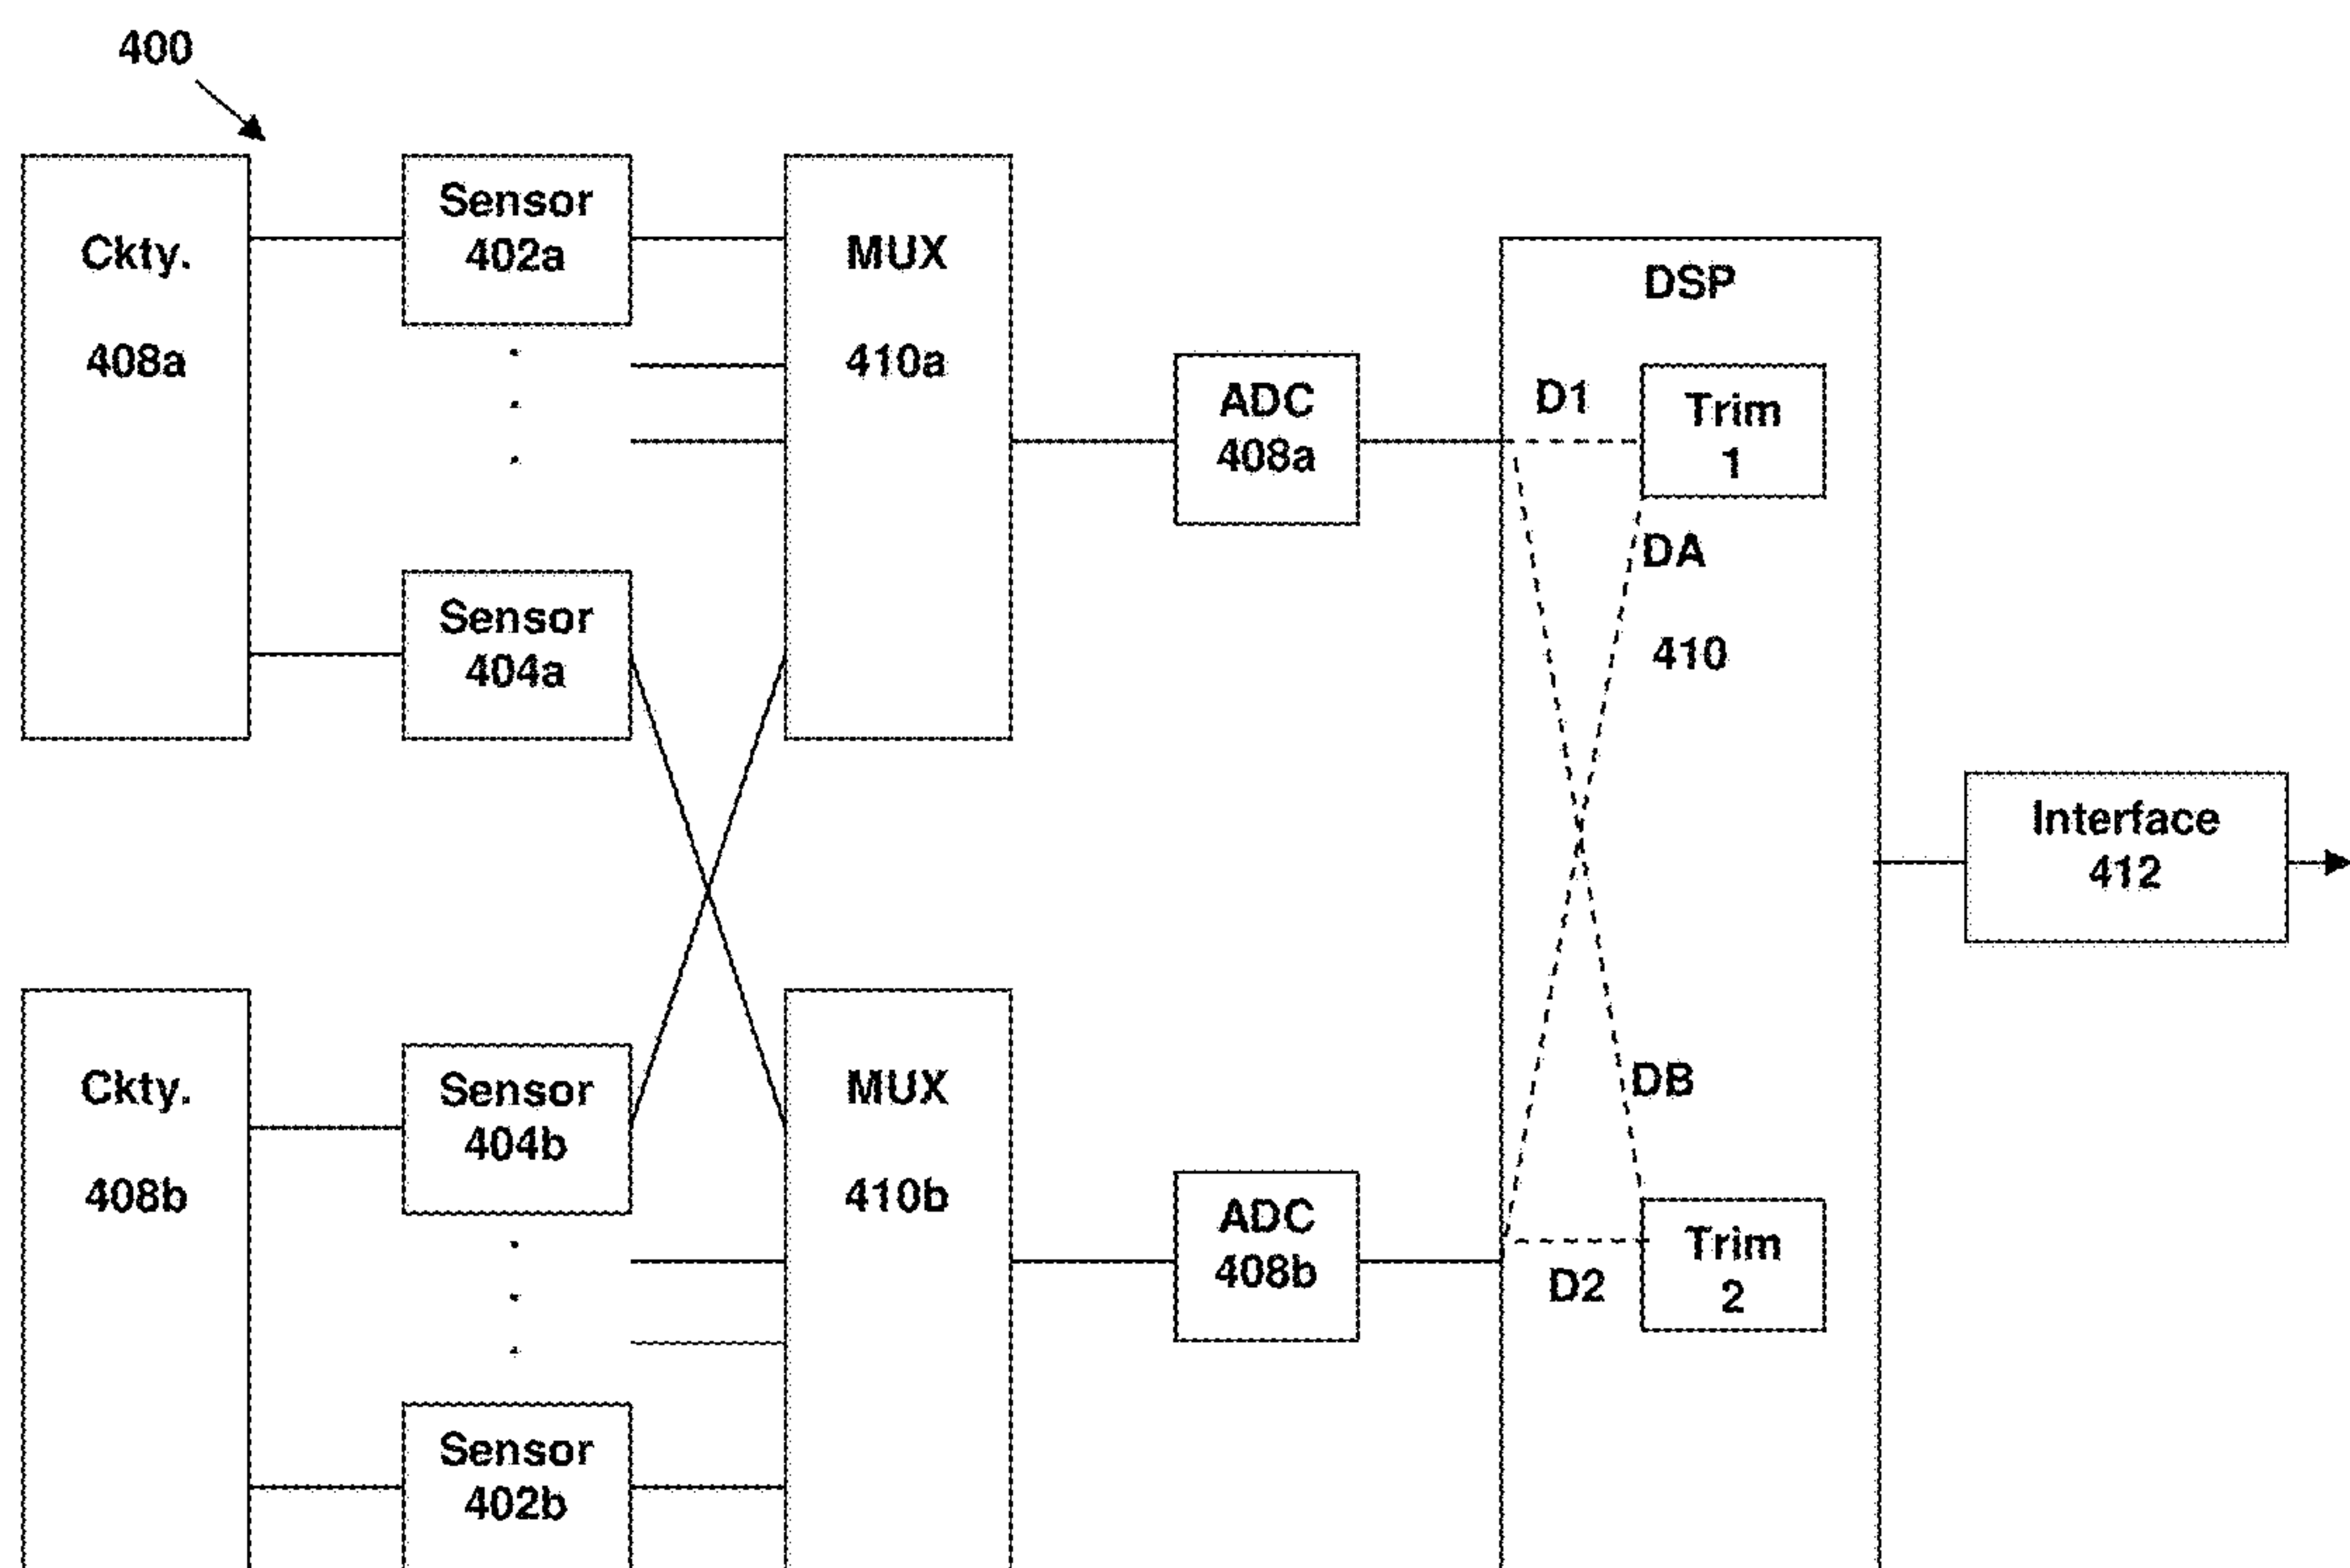 400
Ckty.
408a
Sensor
402a
MUX
410a
Sensor
404a
ADC
408a
DSP
D1
Trim
1
DA
410
Interface
412
Ckty.
408b
Sensor
404b
MUX
410b
Sensor
402b
ADC
408b
DB
D2
Trim
2